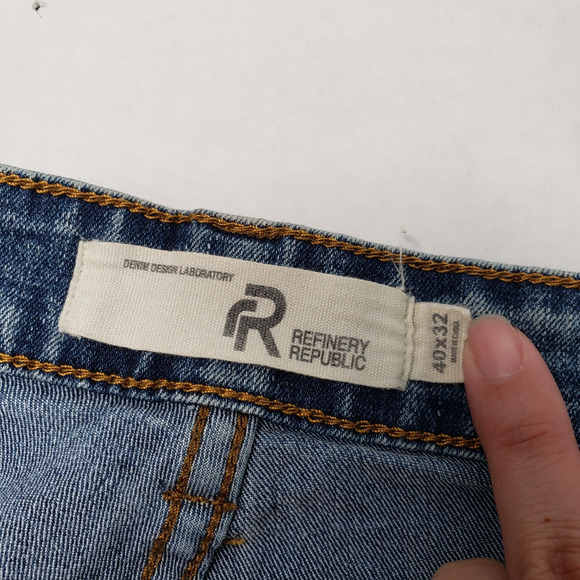 DENIM DESIGN LABORATORY
R
REFINERY
REPUBLIC
40x32
MADE IN CHINA